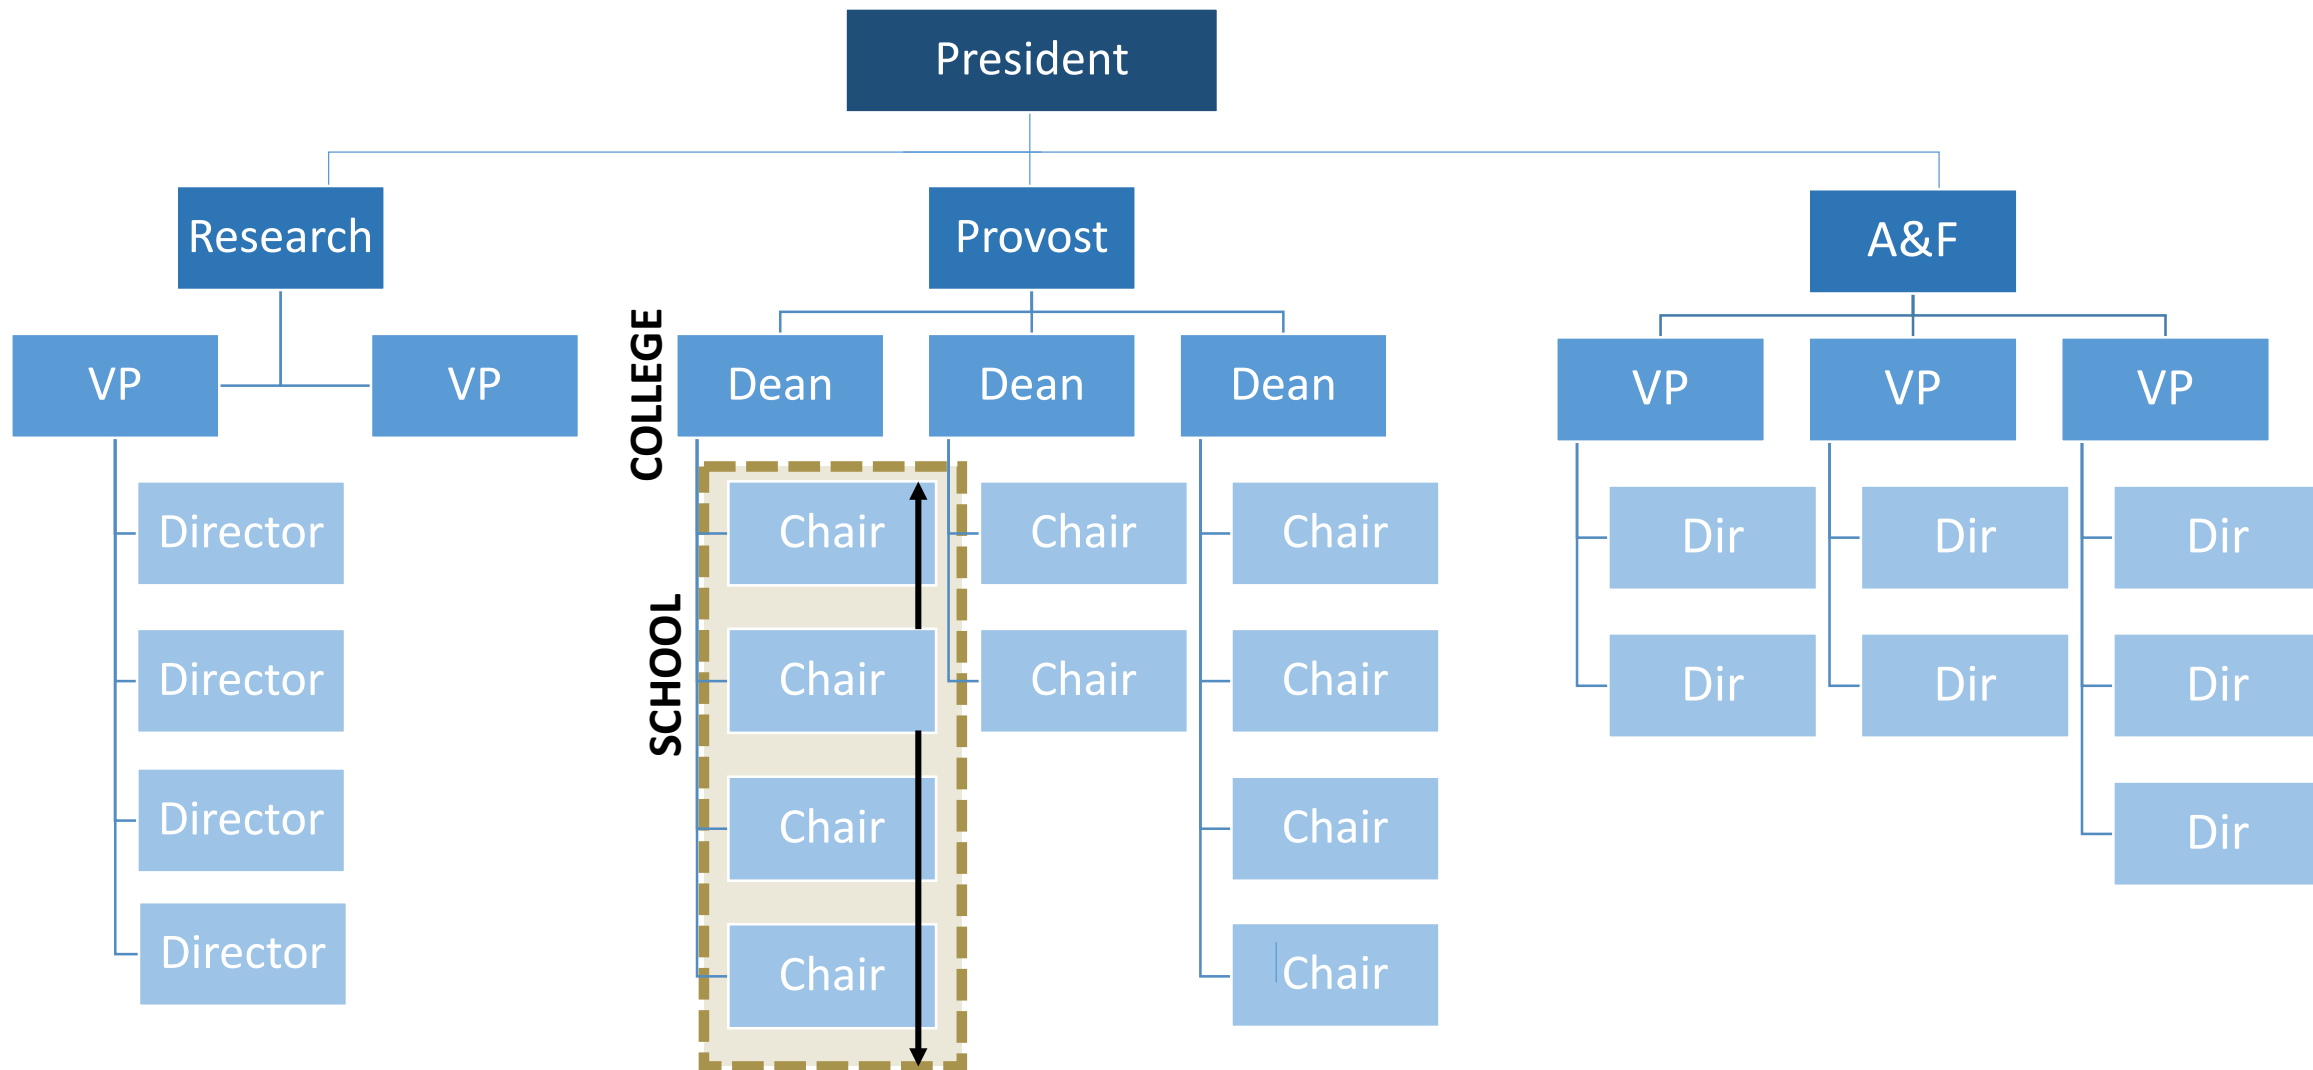 President
Research
Provost
A&F
COLLEGE
VP
VP
Dean
Dean
Dean
VP
VP
VP
SCHOOL
Director
Chair
Chair
Chair
Dir
Dir
Dir
Director
Chair
Chair
Chair
Dir
Dir
Dir
Director
Chair
Chair
Dir
Director
Chair
Chair